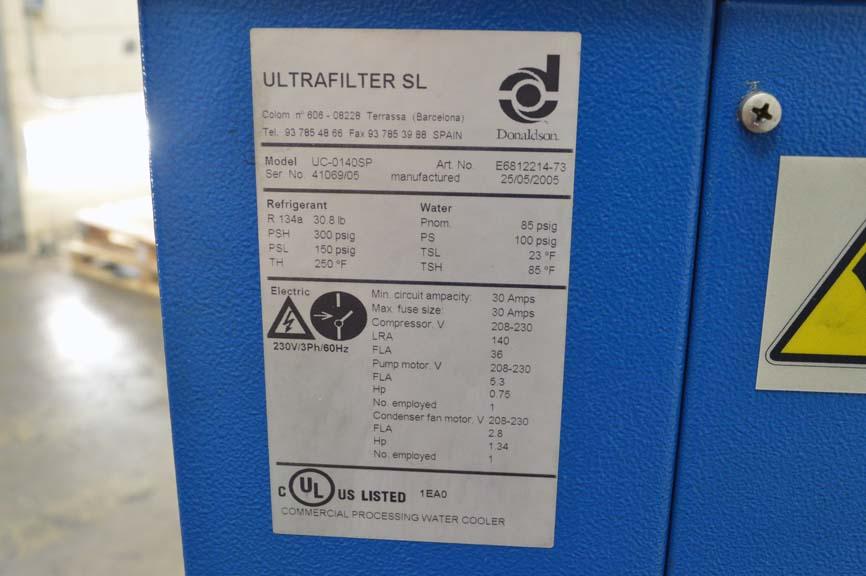 ULTRAFILTER SL
Colom nº 606 - 08228 Terrassa (Barcelona)
Tel. 93 785 48 66 Fax 93 785 39 88 SPAIN
Donaldson
Model UC-0140SP Art. No. E6812214-73
Ser No 41069/05 manufactured 25/05/2005
Refrigerant Water
R 134a 30.8 lb Pnom. 85 psig
PSH 300 psig PS 100 psig
PSL 150 psig TSL 23 ºF
TH 250 ºF TSH 85 ºF
Electric
230V/3Ph/60Hz
Min. circuit ampacity: 30 Amps
Max. fuse size: 30 Amps
Compressor. V 208-230
LRA 140
FLA 36
Pump motor. V 208-230
FLA 5.3
Hp 0.75
No. employed 1
Condenser fan motor. V 208-230
FLA 2.8
Hp 1.34
No. employed 1
C UL US LISTED 1EA0
COMMERCIAL PROCESSING WATER COOLER